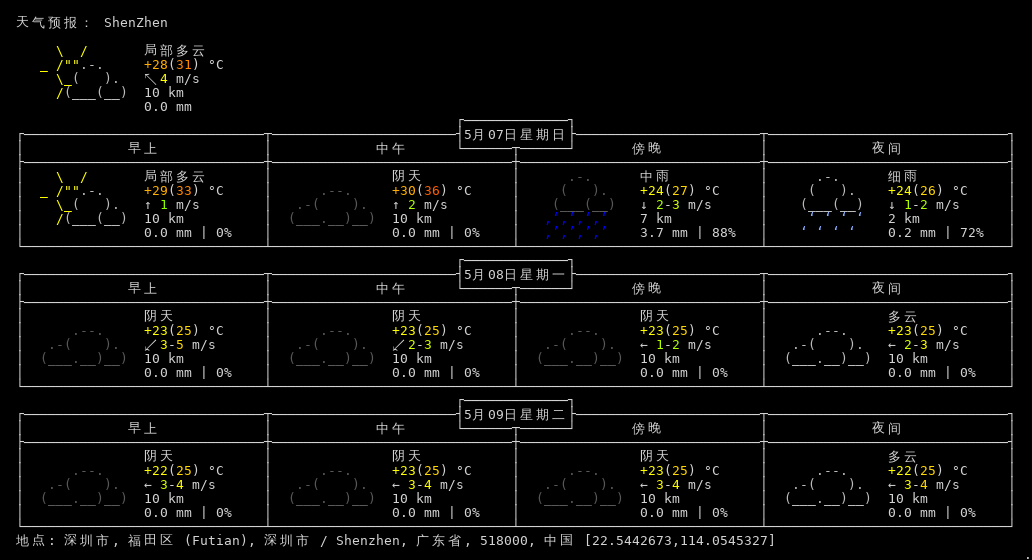 天气预报: ShenZhen
局部多云
+28(31) °C
↖ 4 m/s
10 km
0.0 mm
5月07日星期日
早上 中午 傍晚 夜间
局部多云 阴天 中雨 细雨
+29(33) °C +30(36) °C +24(27) °C +24(26) °C
↑ 1 m/s ↑ 2 m/s ↓ 2-3 m/s ↓ 1-2 m/s
10 km 10 km 7 km 2 km
0.0 mm | 0% 0.0 mm | 0% 3.7 mm | 88% 0.2 mm | 72%
5月08日星期一
早上 中午 傍晚 夜间
阴天 阴天 阴天 多云
+23(25) °C +23(25) °C +23(25) °C +23(25) °C
↙ 3-5 m/s ↙ 2-3 m/s ← 1-2 m/s ← 2-3 m/s
10 km 10 km 10 km 10 km
0.0 mm | 0% 0.0 mm | 0% 0.0 mm | 0% 0.0 mm | 0%
5月09日星期二
早上 中午 傍晚 夜间
阴天 阴天 阴天 多云
+22(25) °C +23(25) °C +23(25) °C +22(25) °C
← 3-4 m/s ← 3-4 m/s ← 3-4 m/s ← 3-4 m/s
10 km 10 km 10 km 10 km
0.0 mm | 0% 0.0 mm | 0% 0.0 mm | 0% 0.0 mm | 0%
地点: 深圳市, 福田区 (Futian), 深圳市 / Shenzhen, 广东省, 518000, 中国 [22.5442673,114.0545327]